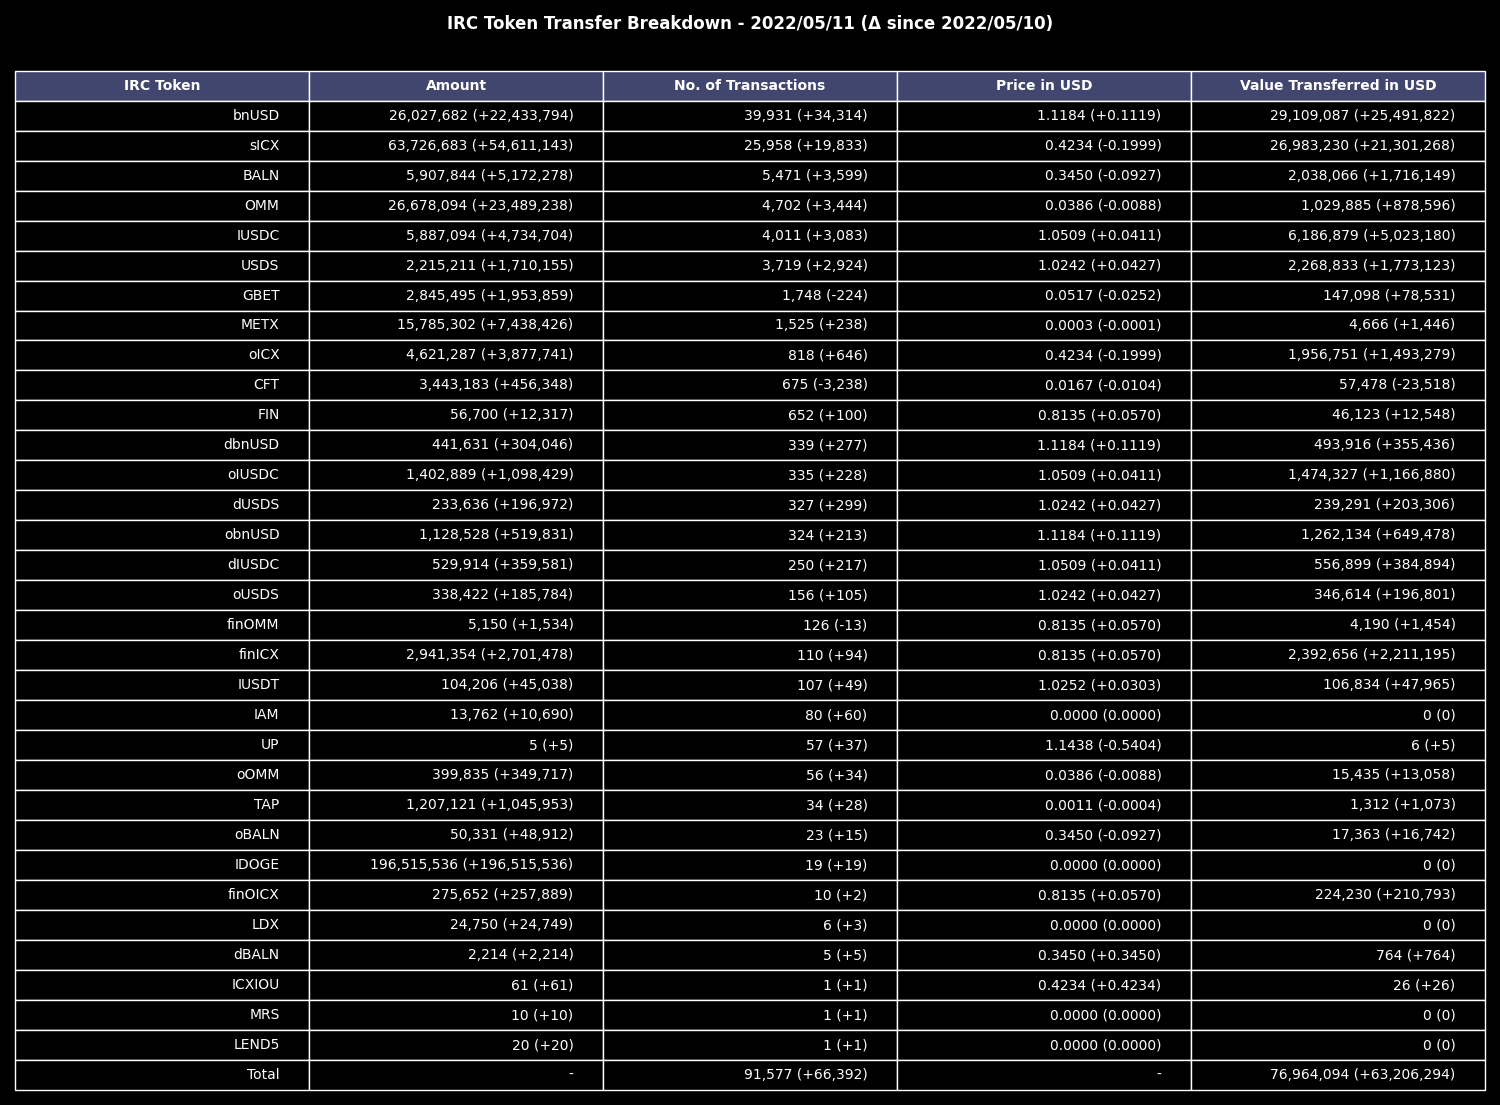 IRC Token Transfer Breakdown - 2022/05/11 (Δ since 2022/05/10)
IRC Token Amount No. of Transactions Price in USD Value Transferred in USD
bnUSD 26,027,682 (+22,433,794) 39,931 (+34,314) 1.1184 (+0.1119) 29,109,087 (+25,491,822)
sICX 63,726,683 (+54,611,143) 25,958 (+19,833) 0.4234 (-0.1999) 26,983,230 (+21,301,268)
BALN 5,907,844 (+5,172,278) 5,471 (+3,599) 0.3450 (-0.0927) 2,038,066 (+1,716,149)
OMM 26,678,094 (+23,489,238) 4,702 (+3,444) 0.0386 (-0.0088) 1,029,885 (+878,596)
IUSDC 5,887,094 (+4,734,704) 4,011 (+3,083) 1.0509 (+0.0411) 6,186,879 (+5,023,180)
USDS 2,215,211 (+1,710,155) 3,719 (+2,924) 1.0242 (+0.0427) 2,268,833 (+1,773,123)
GBET 2,845,495 (+1,953,859) 1,748 (-224) 0.0517 (-0.0252) 147,098 (+78,531)
METX 15,785,302 (+7,438,426) 1,525 (+238) 0.0003 (-0.0001) 4,666 (+1,446)
oICX 4,621,287 (+3,877,741) 818 (+646) 0.4234 (-0.1999) 1,956,751 (+1,493,279)
CFT 3,443,183 (+456,348) 675 (-3,238) 0.0167 (-0.0104) 57,478 (-23,518)
FIN 56,700 (+12,317) 652 (+100) 0.8135 (+0.0570) 46,123 (+12,548)
dbnUSD 441,631 (+304,046) 339 (+277) 1.1184 (+0.1119) 493,916 (+355,436)
oIUSDC 1,402,889 (+1,098,429) 335 (+228) 1.0509 (+0.0411) 1,474,327 (+1,166,880)
dUSDS 233,636 (+196,972) 327 (+299) 1.0242 (+0.0427) 239,291 (+203,306)
obnUSD 1,128,528 (+519,831) 324 (+213) 1.1184 (+0.1119) 1,262,134 (+649,478)
dIUSDC 529,914 (+359,581) 250 (+217) 1.0509 (+0.0411) 556,899 (+384,894)
oUSDS 338,422 (+185,784) 156 (+105) 1.0242 (+0.0427) 346,614 (+196,801)
finOMM 5,150 (+1,534) 126 (-13) 0.8135 (+0.0570) 4,190 (+1,454)
finICX 2,941,354 (+2,701,478) 110 (+94) 0.8135 (+0.0570) 2,392,656 (+2,211,195)
IUSDT 104,206 (+45,038) 107 (+49) 1.0252 (+0.0303) 106,834 (+47,965)
IAM 13,762 (+10,690) 80 (+60) 0.0000 (0.0000) 0 (0)
UP 5 (+5) 57 (+37) 1.1438 (-0.5404) 6 (+5)
oOMM 399,835 (+349,717) 56 (+34) 0.0386 (-0.0088) 15,435 (+13,058)
TAP 1,207,121 (+1,045,953) 34 (+28) 0.0011 (-0.0004) 1,312 (+1,073)
oBALN 50,331 (+48,912) 23 (+15) 0.3450 (-0.0927) 17,363 (+16,742)
IDOGE 196,515,536 (+196,515,536) 19 (+19) 0.0000 (0.0000) 0 (0)
finOICX 275,652 (+257,889) 10 (+2) 0.8135 (+0.0570) 224,230 (+210,793)
LDX 24,750 (+24,749) 6 (+3) 0.0000 (0.0000) 0 (0)
dBALN 2,214 (+2,214) 5 (+5) 0.3450 (+0.3450) 764 (+764)
ICXIOU 61 (+61) 1 (+1) 0.4234 (+0.4234) 26 (+26)
MRS 10 (+10) 1 (+1) 0.0000 (0.0000) 0 (0)
LEND5 20 (+20) 1 (+1) 0.0000 (0.0000) 0 (0)
Total - 91,577 (+66,392) - 76,964,094 (+63,206,294)